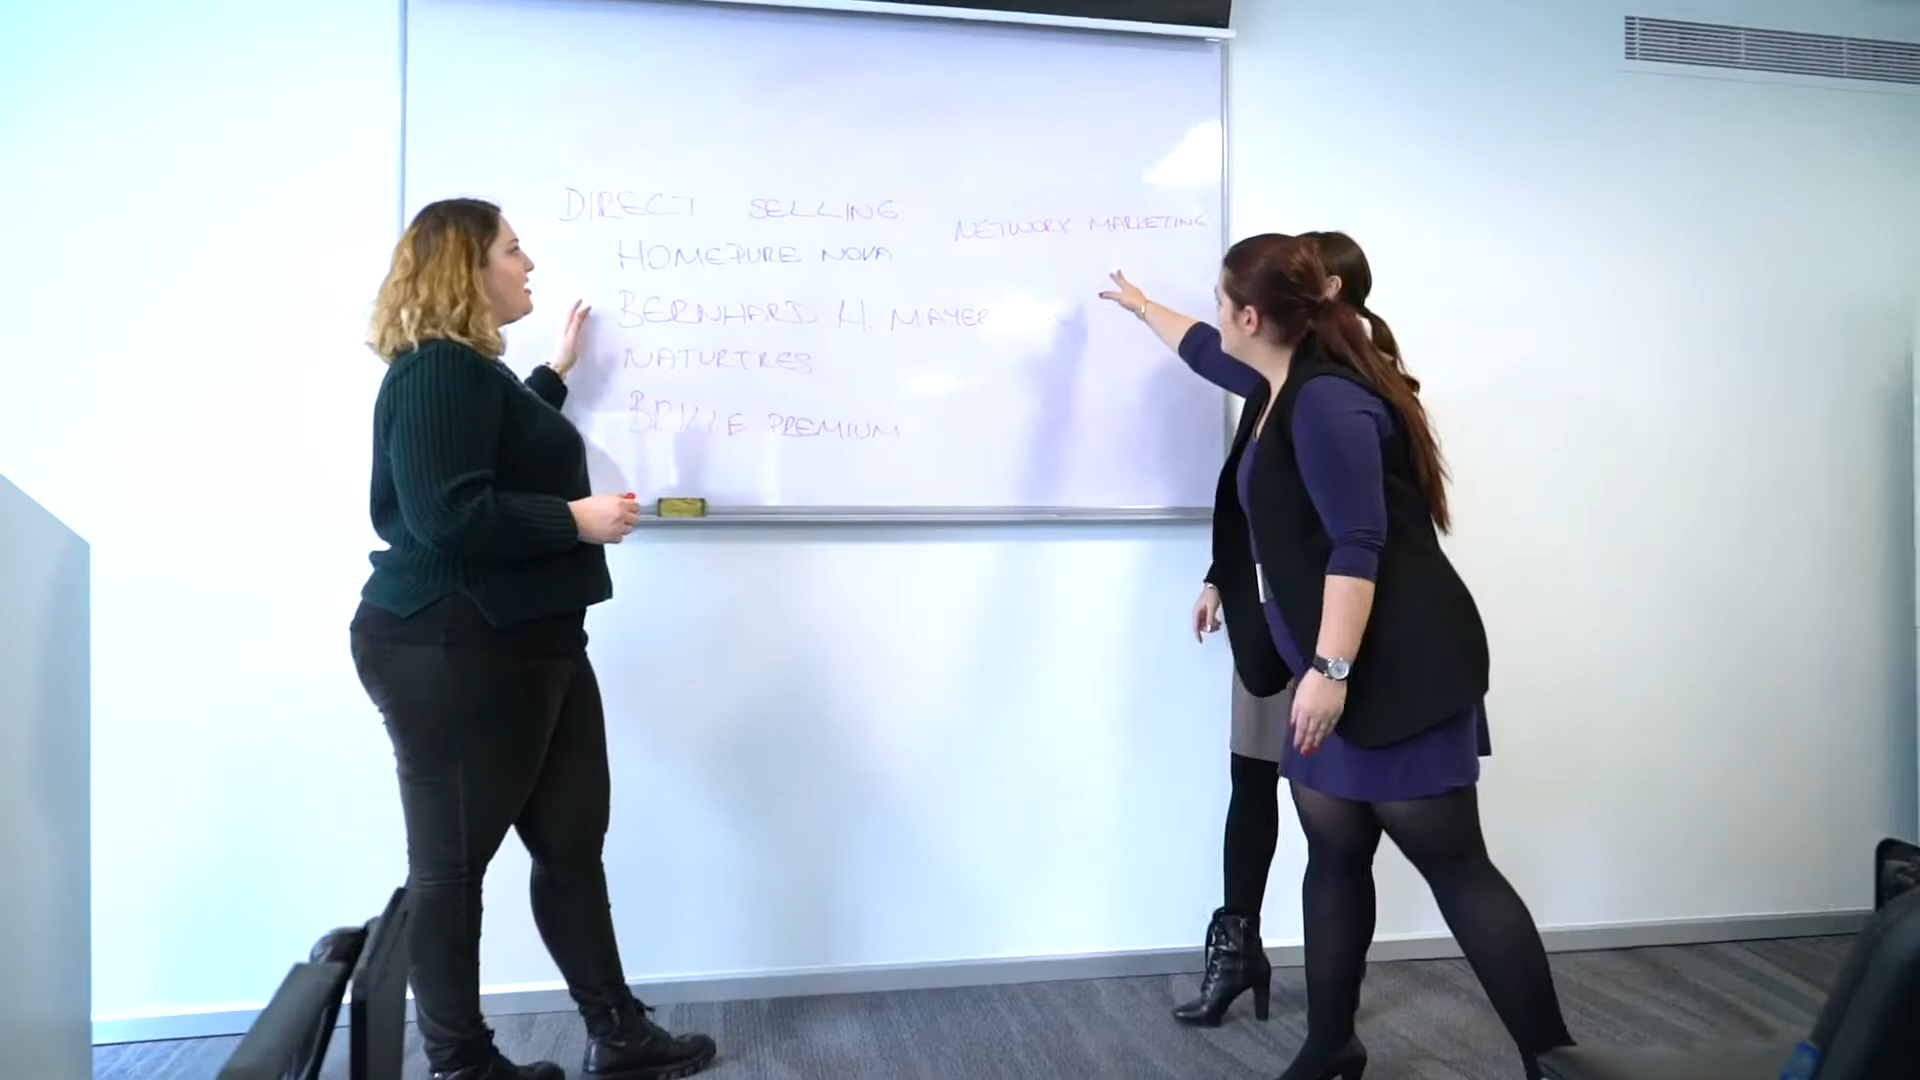 DIRECT SELLING
NETWORK MARKETING
HOMEPURE NOVA
BERNHARD H. MAYER
NATURTRES
PREMIUM